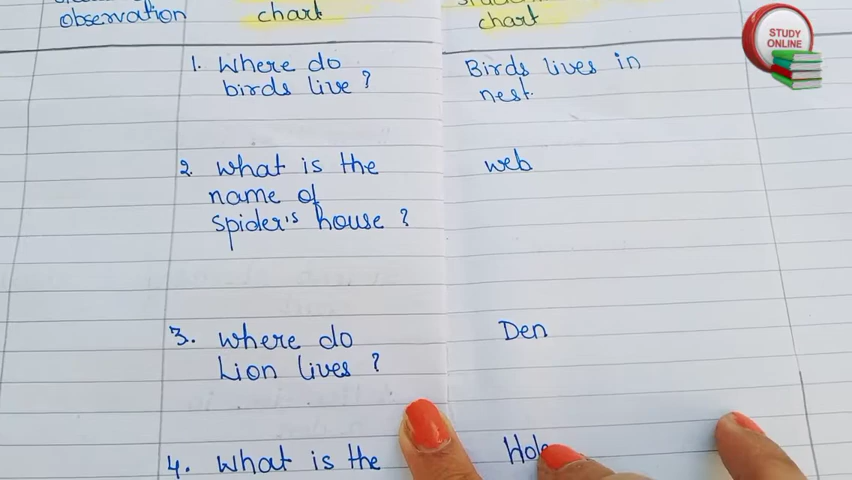 observation
chart
chart
1. Where do
birds live ?
Birds lives in
nest.
2. What is the
name of
spider's house ?
web
3. Where do
Lion lives ?
Den
4. What is the
STUDY
ONLINE